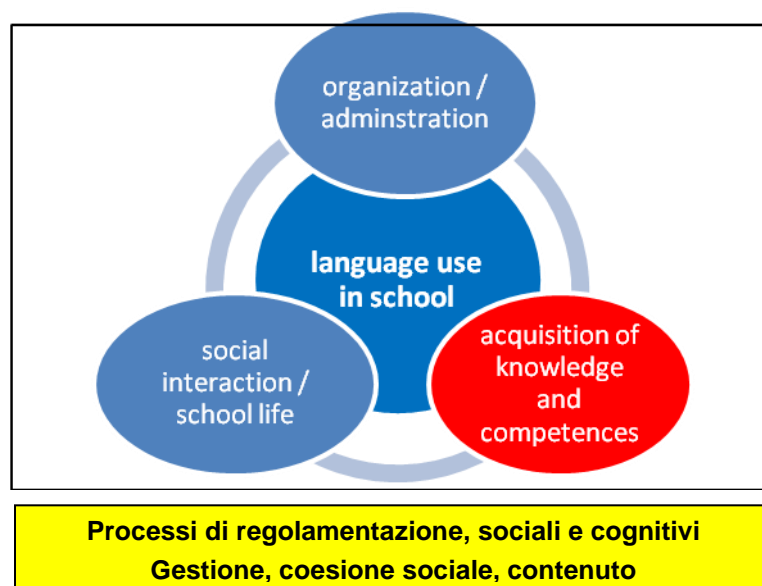 organization /
adminstration
language use
in school
social
interaction /
school life
acquisition of
knowledge
and
competences
Processi di regolamentazione, sociali e cognitivi
Gestione, coesione sociale, contenuto